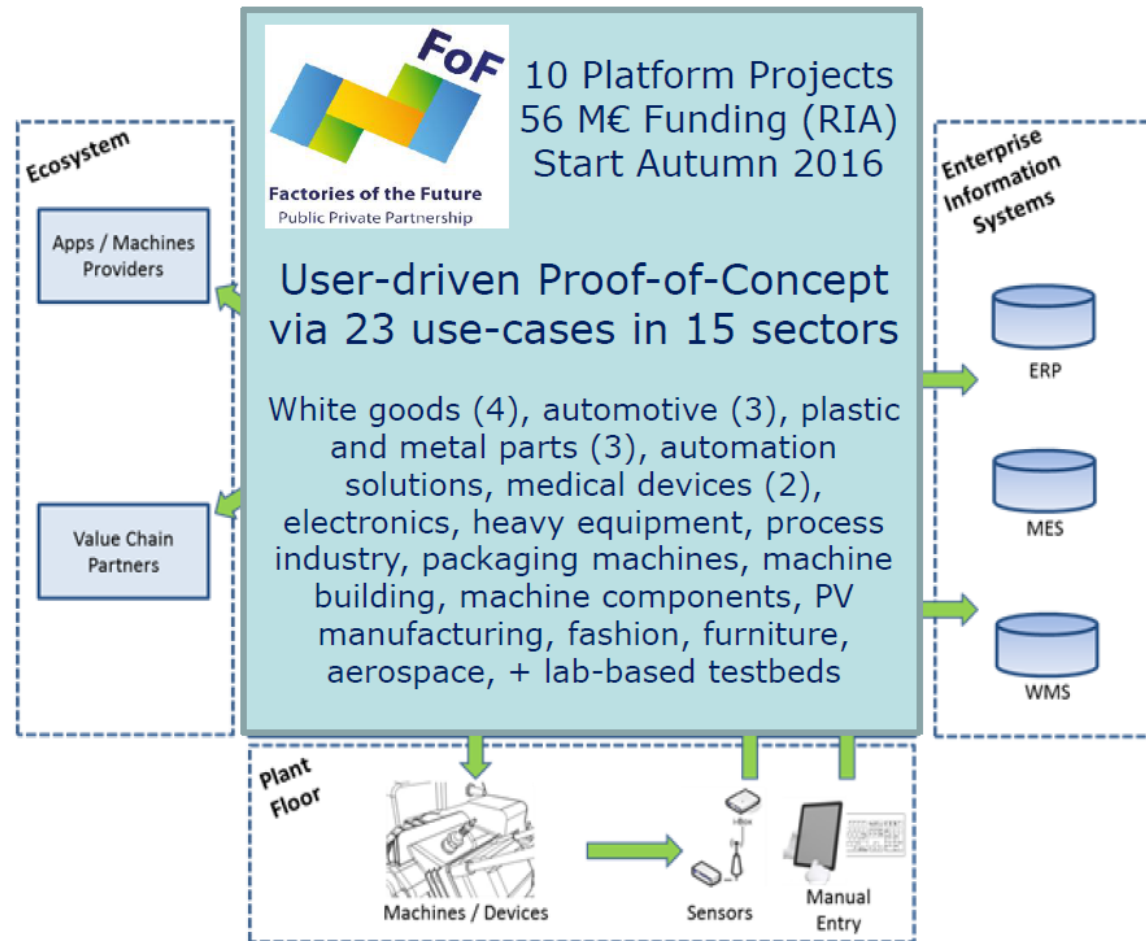 FoF
Factories of the Future
Public Private Partnership
10 Platform Projects
56 M€ Funding (RIA)
Start Autumn 2016
User-driven Proof-of-Concept
via 23 use-cases in 15 sectors
White goods (4), automotive (3), plastic
and metal parts (3), automation
solutions, medical devices (2),
electronics, heavy equipment, process
industry, packaging machines, machine
building, machine components, PV
manufacturing, fashion, furniture,
aerospace, + lab-based testbeds
Ecosystem
Apps / Machines
Providers
Value Chain
Partners
Enterprise
Information
Systems
ERP
MES
WMS
Plant
Floor
Machines / Devices
Sensors
Manual
Entry